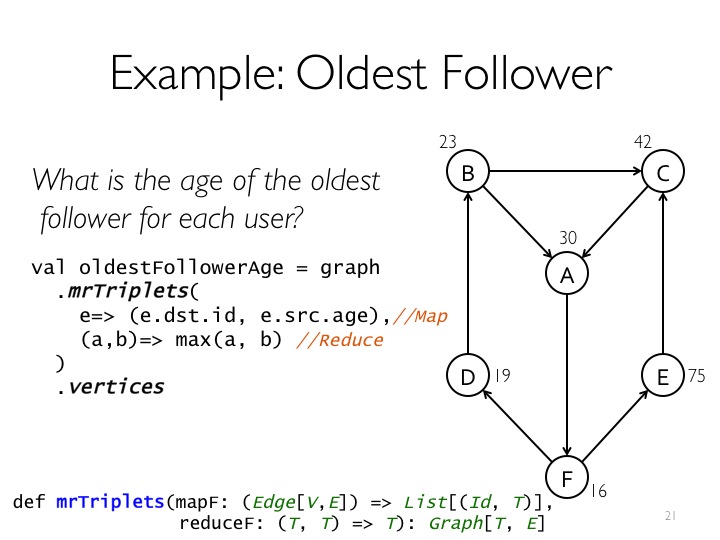 Example: Oldest Follower
What is the age of the oldest
follower for each user?
val oldestFollowerAge = graph
.mrTriplets(
e=> (e.dst.id, e.src.age),//Map
(a,b)=> max(a, b) //Reduce
)
.vertices
23
42
B
C
30
A
D
19
E
75
F
16
def mrTriplets(mapF: (Edge[V,E]) => List[(Id, T)],
reduceF: (T, T) => T): Graph[T, E]
21